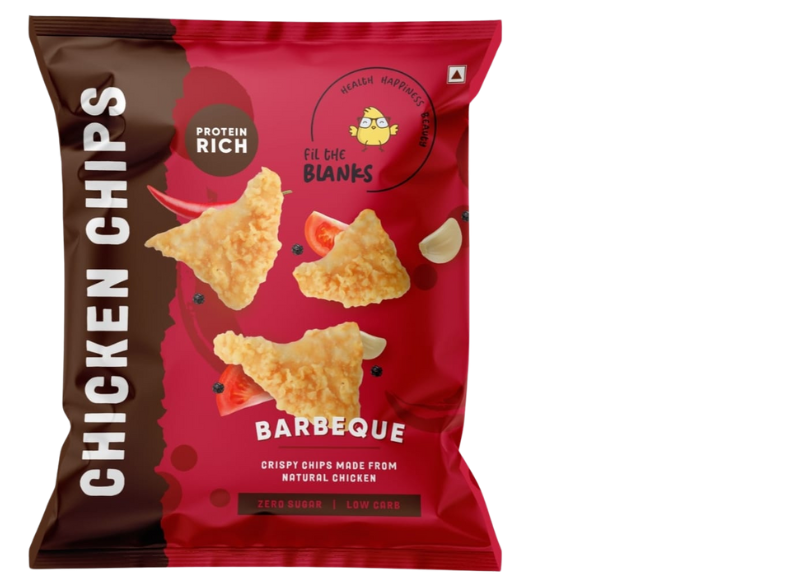 CHICKEN CHIPS
PROTEIN
RICH
HEALTH HAPPINESS BEAUTY
FiL the
BLANKS
BARBEQUE
CRISPY CHIPS MADE FROM
NATURAL CHICKEN
ZERO SUGAR | LOW CARB